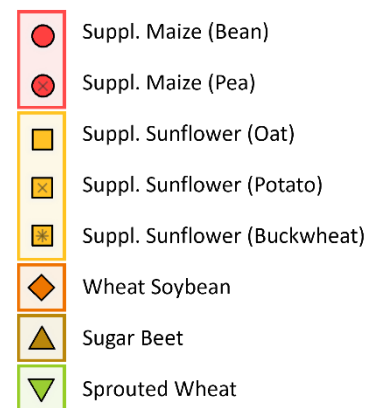 Suppl. Maize (Bean)
Suppl. Maize (Pea)
Suppl. Sunflower (Oat)
Suppl. Sunflower (Potato)
Suppl. Sunflower (Buckwheat)
Wheat Soybean
Sugar Beet
Sprouted Wheat